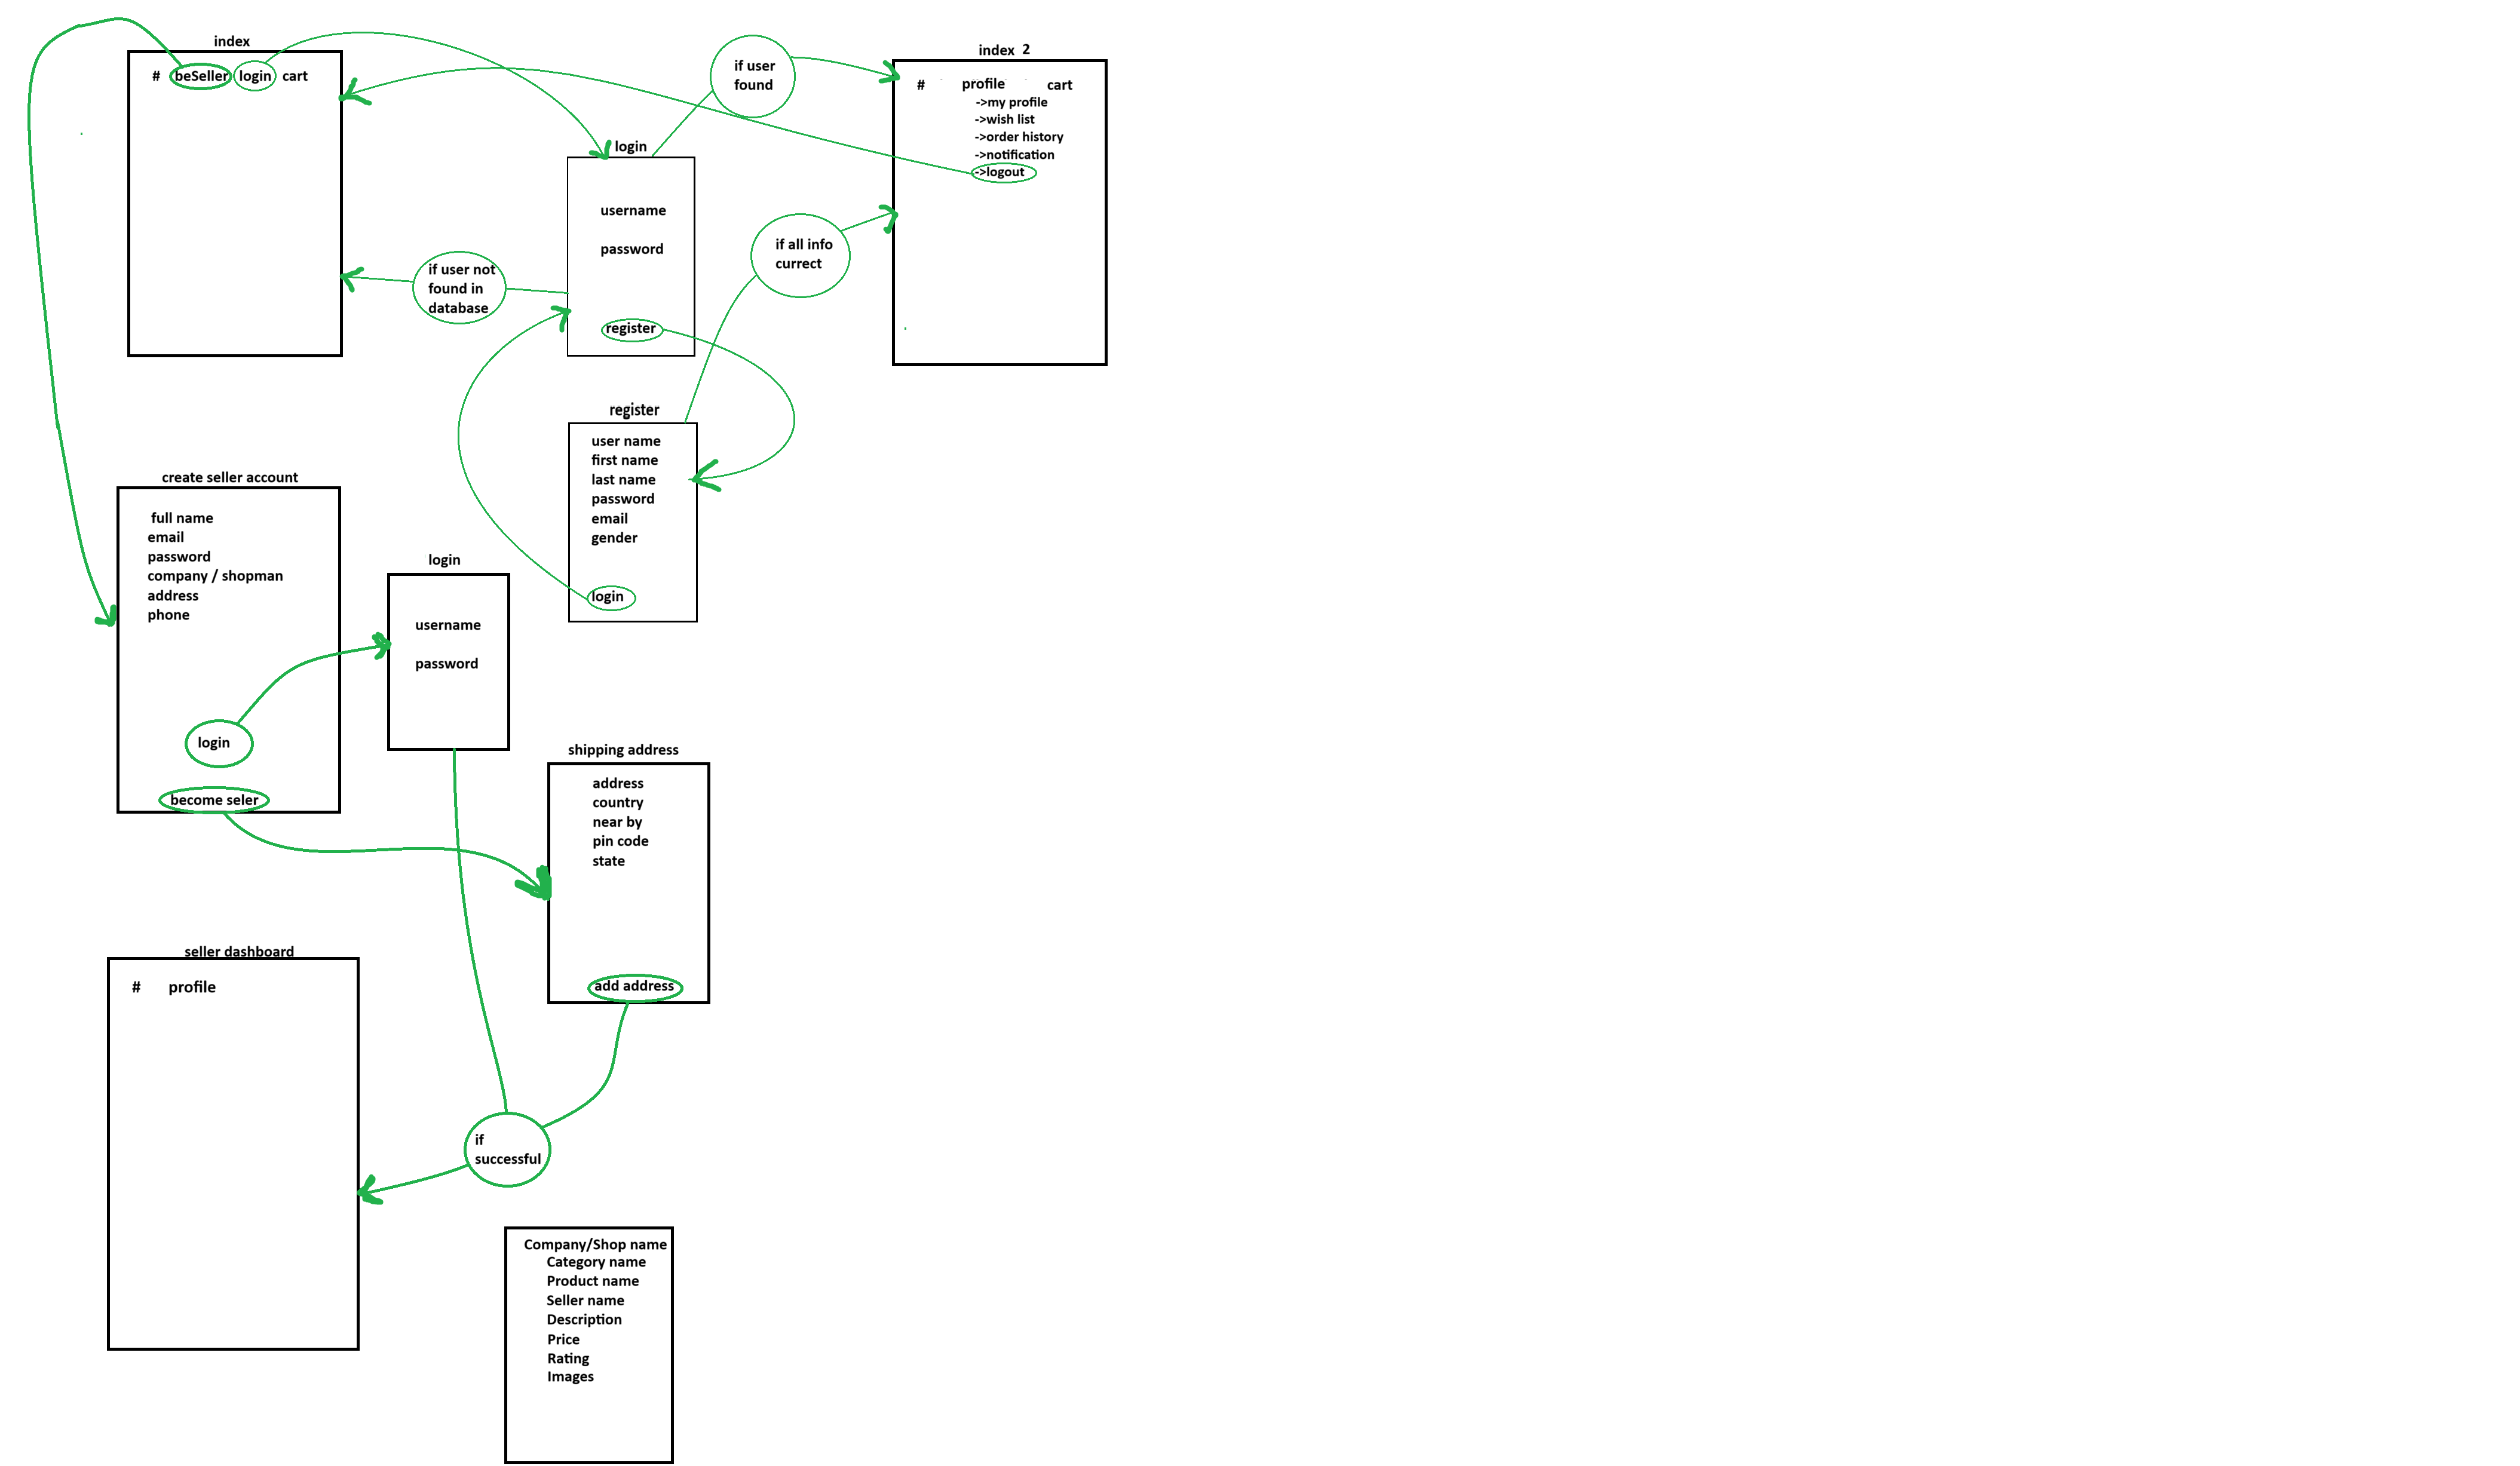 index
# beSeller login cart
if user
found
index 2
# profile cart
->my profile
->wish list
->order history
->notification
->logout
login
username
password
register
if user not
found in
database
if all info
currect
register
user name
first name
last name
password
email
gender
login
create seller account
full name
email
password
company / shopman
address
phone
login
become seler
login
username
password
shipping address
address
country
near by
pin code
state
add address
seller dashboard
# profile
if
successful
Company/Shop name
Category name
Product name
Seller name
Description
Price
Rating
Images